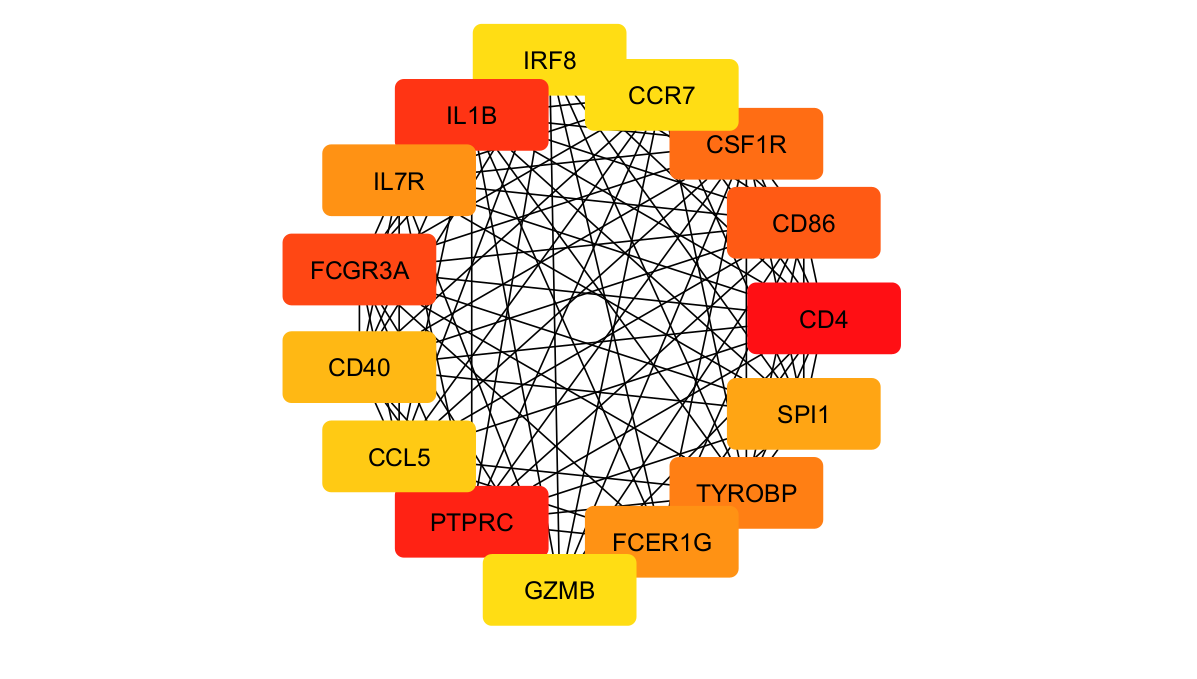 IRF8
CCR7
IL1B
CSF1R
IL7R
CD86
FCGR3A
CD4
CD40
SPI1
CCL5
TYROBP
PTPRC
FCER1G
GZMB